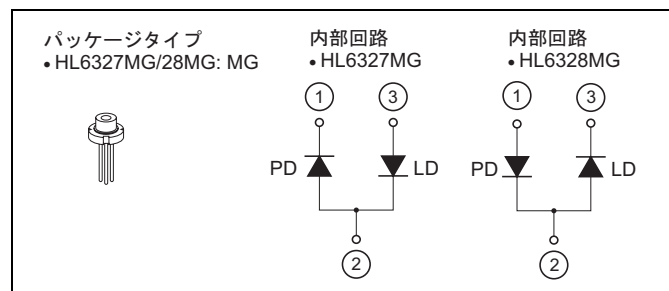 パッケージタイプ
• HL6327MG/28MG: MG
内部回路
• HL6327MG
1 3
PD LD
2
内部回路
• HL6328MG
1 3
PD LD
2